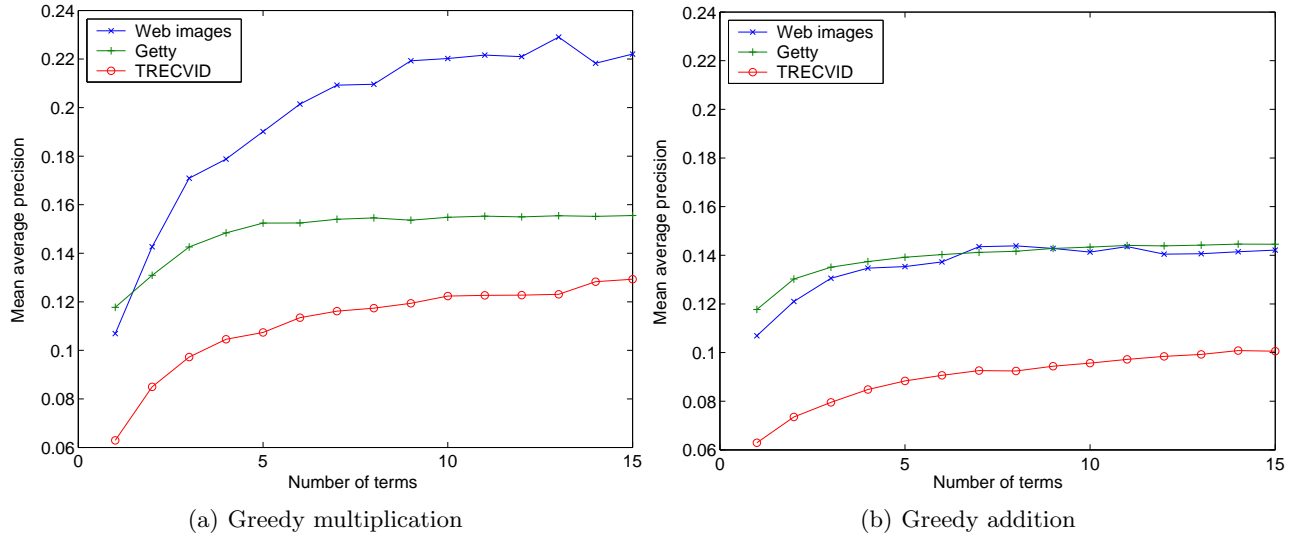 0.24
0.22
0.2
0.18
0.16
0.14
0.12
0.1
0.08
0.06
0 5 10 15
Mean average precision
Number of terms
Web images
Getty
TRECVID
(a) Greedy multiplication
0.24
0.22
0.2
0.18
0.16
0.14
0.12
0.1
0.08
0.06
0 5 10 15
Mean average precision
Number of terms
Web images
Getty
TRECVID
(b) Greedy addition